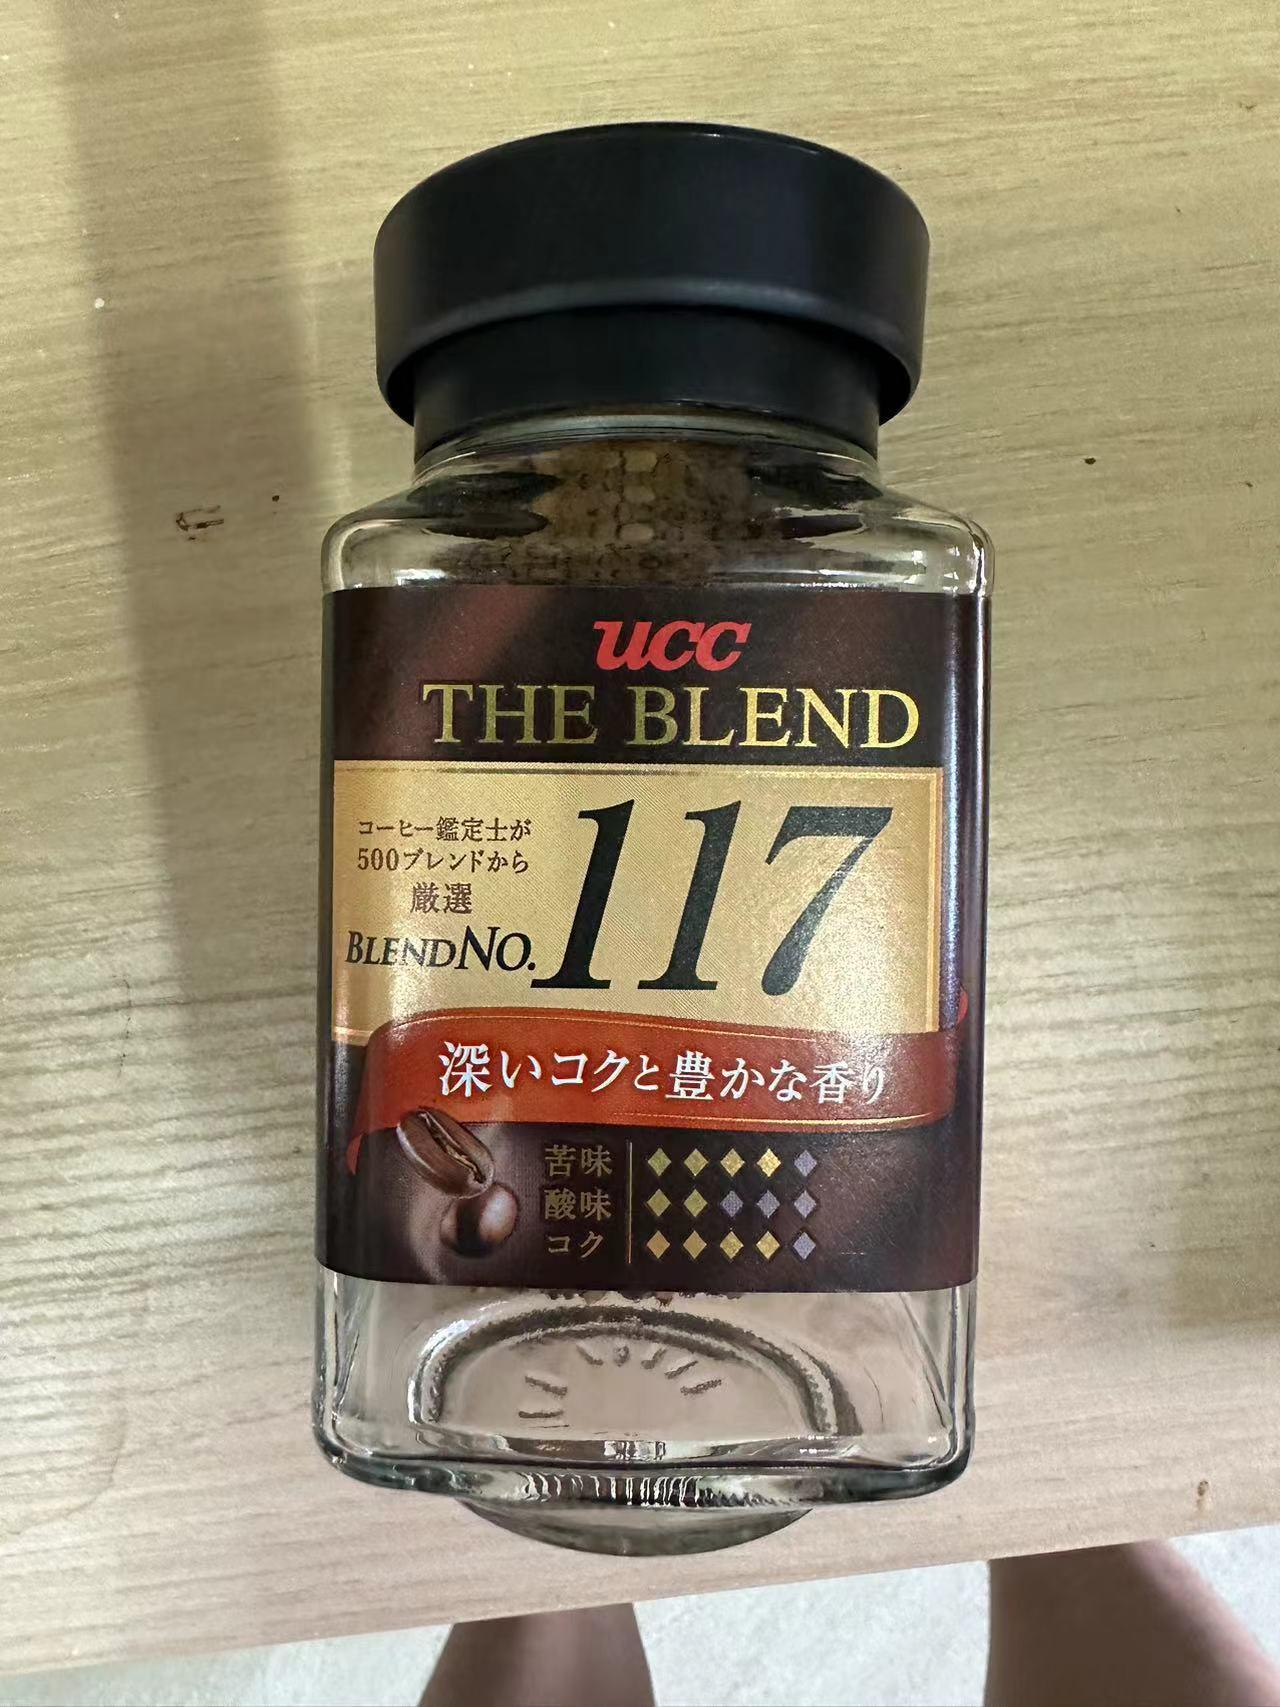 UCC
THE BLEND
コーヒー鑑定士が
500ブレンドから
厳選
BLEND NO. 117
深いコクと豊かな香り
苦味
酸味
コク